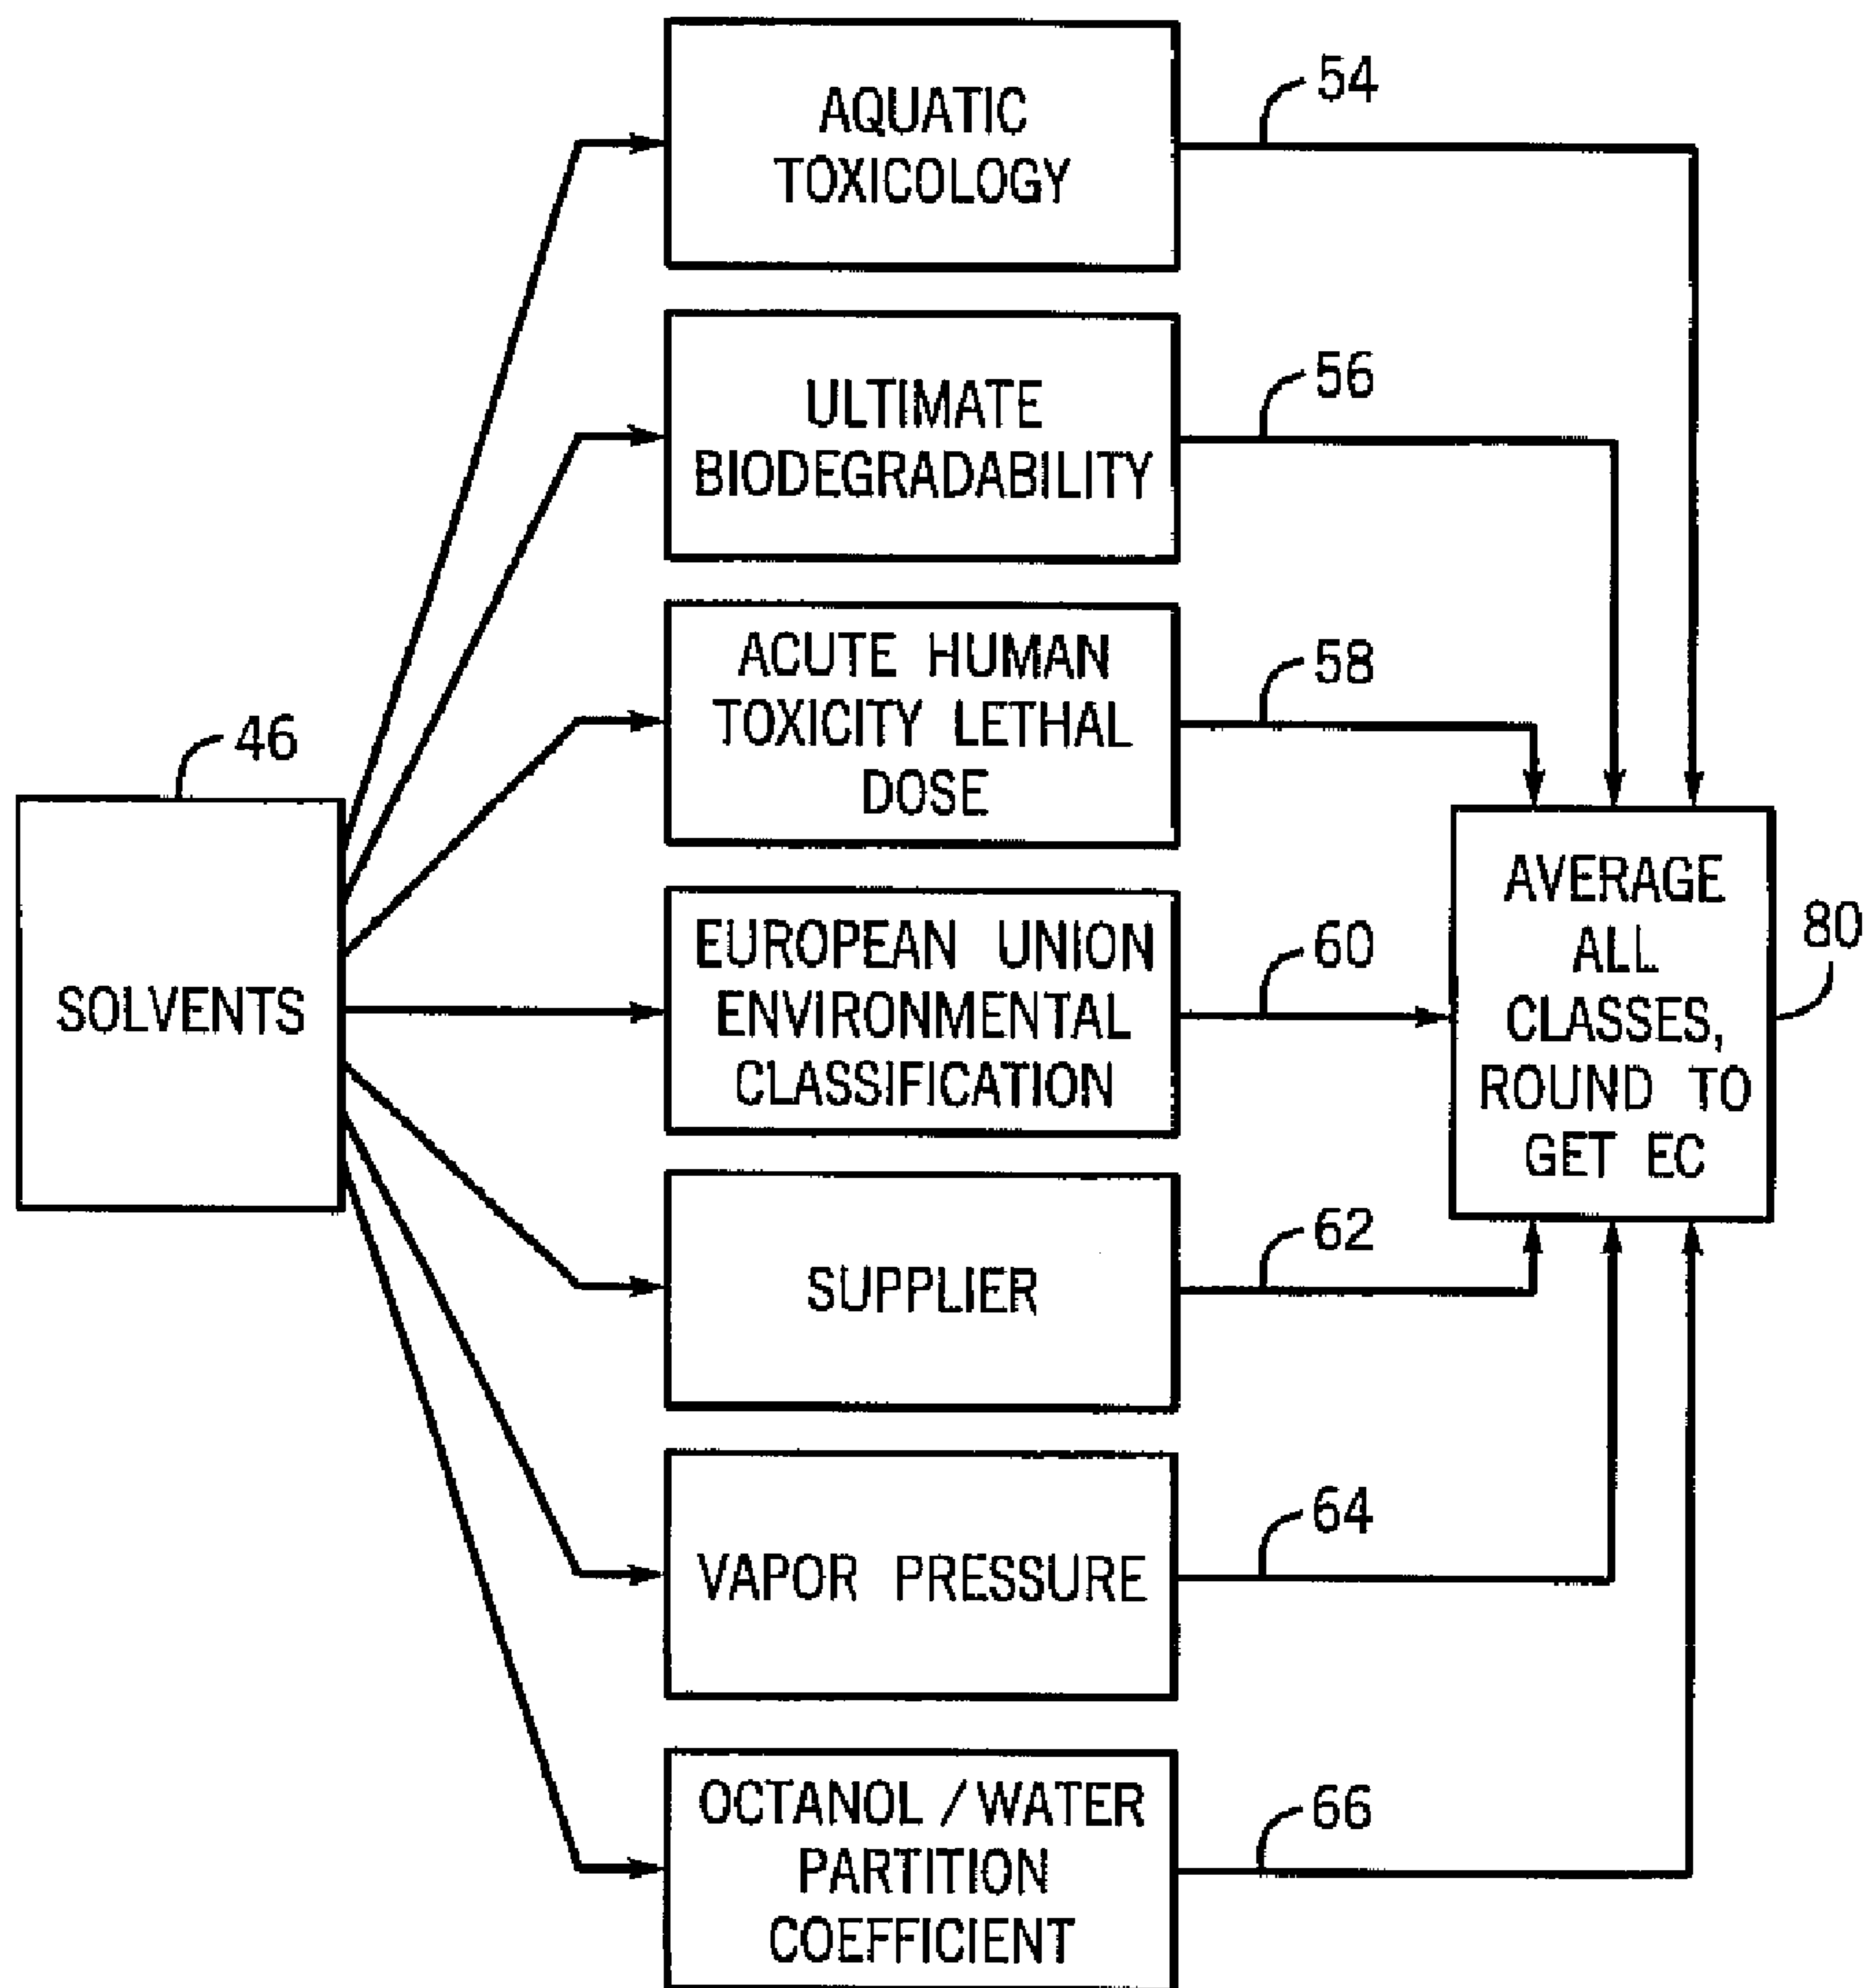 AQUATIC
TOXICOLOGY
54
ULTIMATE
BIODEGRADABILITY
56
ACUTE HUMAN
TOXICITY LETHAL
DOSE
58
46
SOLVENTS
EUROPEAN UNION
ENVIRONMENTAL
CLASSIFICATION
60
AVERAGE
ALL
CLASSES,
ROUND TO
GET EC
80
SUPPLIER
62
VAPOR PRESSURE
64
OCTANOL / WATER
PARTITION
COEFFICIENT
66